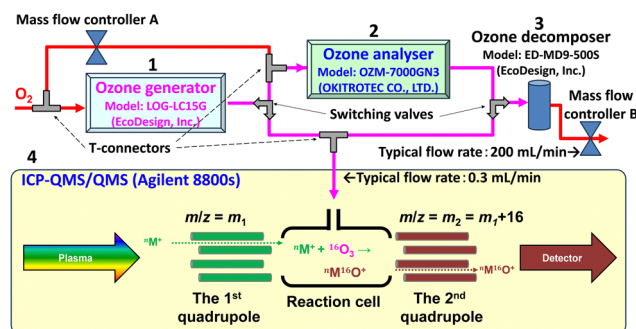 Mass flow controller A
1
Ozone generator
Model: LOG-LC15G
(EcoDesign, Inc.)
O₂
T-connectors
2
Ozone analyser
Model: OZM-7000GN3
(OKITROTEC CO., LTD.)
Switching valves
3
Ozone decomposer
Model: ED-MD9-500S
(EcoDesign, Inc.)
Mass flow
controller B
Typical flow rate: 200 mL/min→
←Typical flow rate: 0.3 mL/min
4
ICP-QMS/QMS (Agilent 8800s)
Plasma
m/z = m₁
ⁿM⁺
The 1st
quadrupole
ⁿM⁺ + ¹⁶O₃ →
ⁿM¹⁶O⁺
Reaction cell
m/z = m₂ = m₁+16
ⁿM¹⁶O⁺
The 2nd
quadrupole
Detector